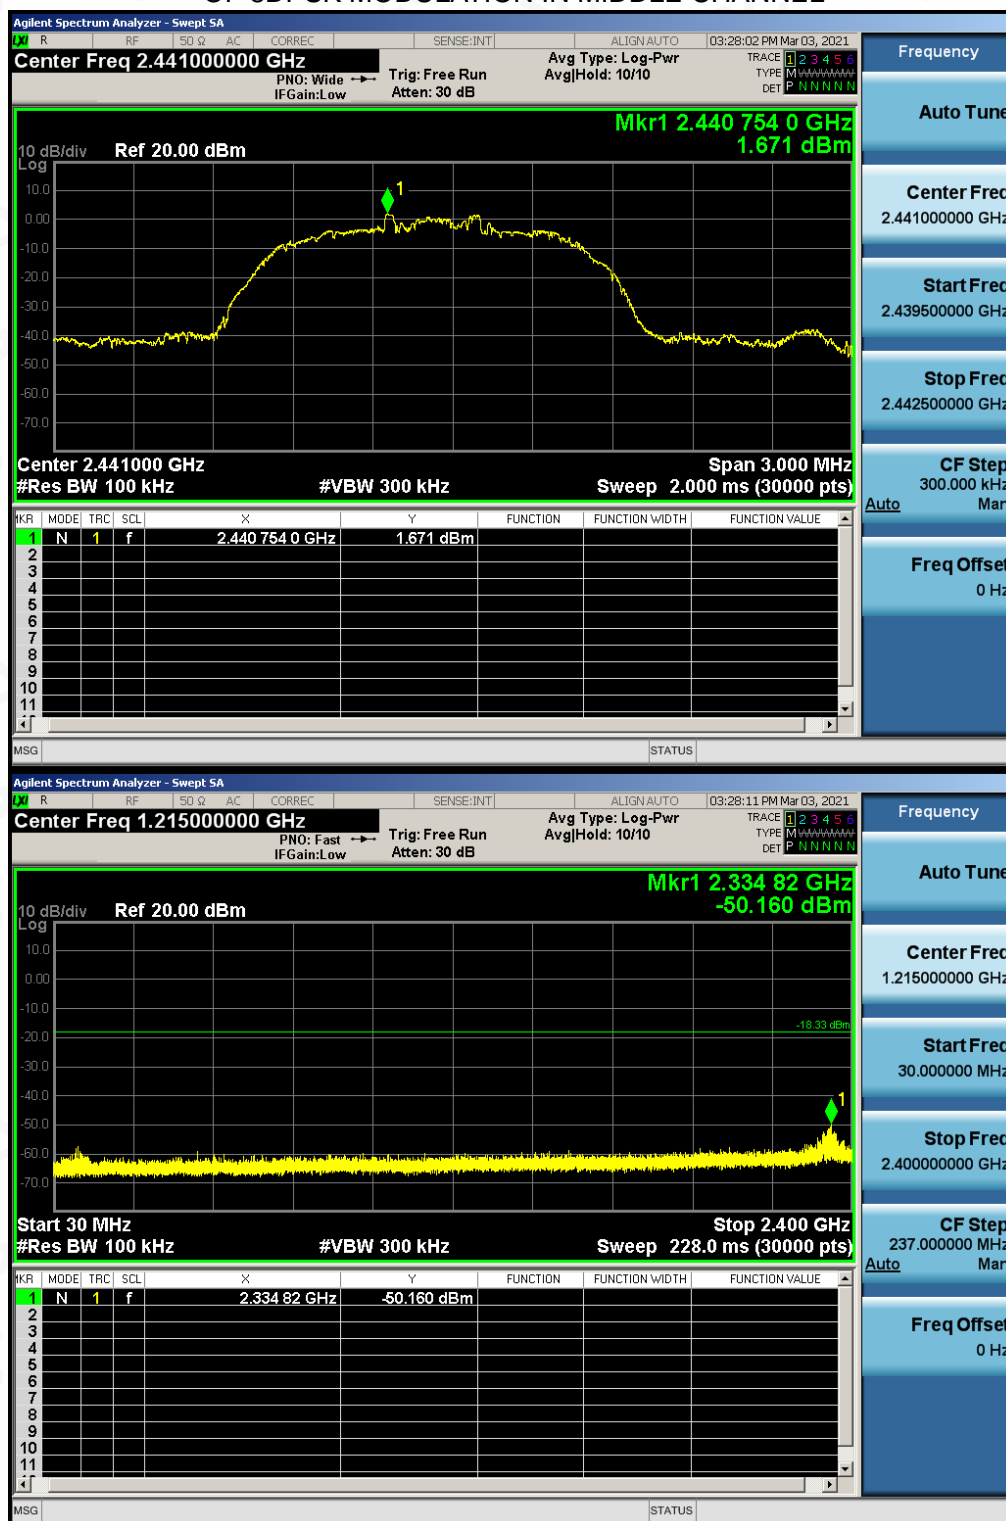 OF 8DPSK MODULATION IN MIDDLE CHANNEL
Agilent Spectrum Analyzer - Swept SA
LXI R RF 50 Ω AC CORREC SENSE:INT ALIGN AUTO 03:28:02 PM Mar 03, 2021
Center Freq 2.441000000 GHz
PNO: Wide
IFGain:Low
Trig: Free Run
Atten: 30 dB
Avg Type: Log-Pwr
Avg|Hold: 10/10
TRACE 1 2 3 4 5 6
TYPE M WWWWW
DET P N N N N N
Mkr1 2.440 754 0 GHz
1.671 dBm
10 dB/div Ref 20.00 dBm
Log
10.0
0.00
-10.0
-20.0
-30.0
-40.0
-50.0
-60.0
-70.0
1
Center 2.441000 GHz Span 3.000 MHz
#Res BW 100 kHz #VBW 300 kHz Sweep 2.000 ms (30000 pts)
MKR MODE TRC SCL X Y FUNCTION FUNCTION WIDTH FUNCTION VALUE
1 N 1 f 2.440 754 0 GHz 1.671 dBm
2
3
4
5
6
7
8
9
10
11
MSG STATUS
Frequency
Auto Tune
Center Freq
2.441000000 GHz
Start Freq
2.439500000 GHz
Stop Freq
2.442500000 GHz
CF Step
300.000 kHz
Auto Man
Freq Offset
0 Hz
Agilent Spectrum Analyzer - Swept SA
LXI R RF 50 Ω AC CORREC SENSE:INT ALIGN AUTO 03:28:11 PM Mar 03, 2021
Center Freq 1.215000000 GHz
PNO: Fast
IFGain:Low
Trig: Free Run
Atten: 30 dB
Avg Type: Log-Pwr
Avg|Hold: 10/10
TRACE 1 2 3 4 5 6
TYPE M WWWWW
DET P N N N N N
Mkr1 2.334 82 GHz
-50.160 dBm
10 dB/div Ref 20.00 dBm
Log
10.0
0.00
-10.0
-20.0
-30.0
-40.0
-50.0
-60.0
-70.0
-18.33 dBm
1
Start 30 MHz Stop 2.400 GHz
#Res BW 100 kHz #VBW 300 kHz Sweep 228.0 ms (30000 pts)
MKR MODE TRC SCL X Y FUNCTION FUNCTION WIDTH FUNCTION VALUE
1 N 1 f 2.334 82 GHz -50.160 dBm
2
3
4
5
6
7
8
9
10
11
MSG STATUS
Frequency
Auto Tune
Center Freq
1.215000000 GHz
Start Freq
30.000000 MHz
Stop Freq
2.400000000 GHz
CF Step
237.000000 MHz
Auto Man
Freq Offset
0 Hz